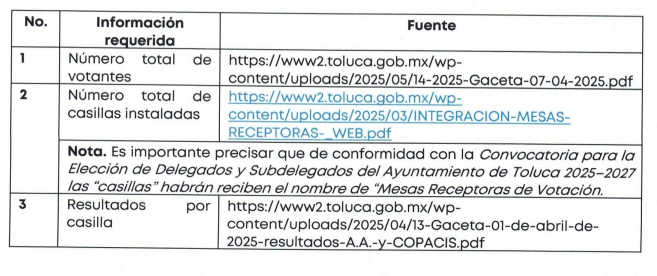 No.
Información
requerida
Fuente
1
Número total de
votantes
https://www2.toluca.gob.mx/wp-
content/uploads/2025/05/14-2025-Gaceta-07-04-2025.pdf
2
Número total de
casillas instaladas
https://www2.toluca.gob.mx/wp-
content/uploads/2025/03/INTEGRACION-MESAS-
RECEPTORAS-_WEB.pdf
Nota. Es importante precisar que de conformidad con la Convocatoria para la
Elección de Delegados y Subdelegados del Ayuntamiento de Toluca 2025–2027
las "casillas" habrán reciben el nombre de "Mesas Receptoras de Votación.
3
Resultados por
casilla
https://www2.toluca.gob.mx/wp-
content/uploads/2025/04/13-Gaceta-01-de-abril-de-
2025-resultados-A.A.-y-COPACIS.pdf